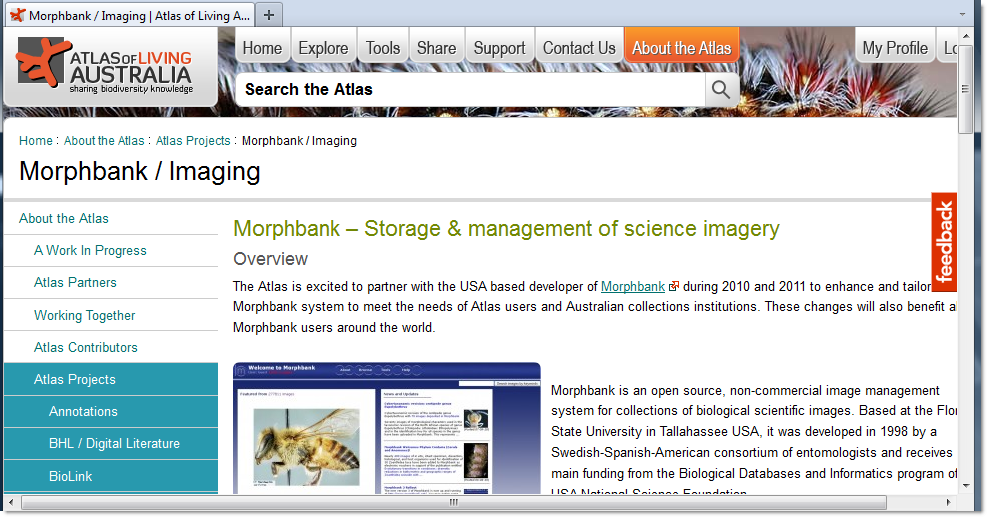 Morphbank / Imaging | Atlas of Living A...
ATLAS OF LIVING
AUSTRALIA
sharing biodiversity knowledge
Home Explore Tools Share Support Contact Us About the Atlas My Profile Lo
Search the Atlas
Home : About the Atlas : Atlas Projects : Morphbank / Imaging
Morphbank / Imaging
About the Atlas
A Work In Progress
Atlas Partners
Working Together
Atlas Contributors
Atlas Projects
Annotations
BHL / Digital Literature
BioLink
feedback
Morphbank – Storage & management of science imagery
Overview
The Atlas is excited to partner with the USA based developer of Morphbank during 2010 and 2011 to enhance and tailor
Morphbank system to meet the needs of Atlas users and Australian collections institutions. These changes will also benefit a
Morphbank users around the world.
Welcome to Morphbank
About Browse Tools Help
News and Updates
Morphbank is an open source, non-commercial image management
system for collections of biological scientific images. Based at the Flor
State University in Tallahassee USA, it was developed in 1998 by a
Swedish-Spanish-American consortium of entomologists and receives
main funding from the Biological Databases and Informatics program of
USA National Science Foundation